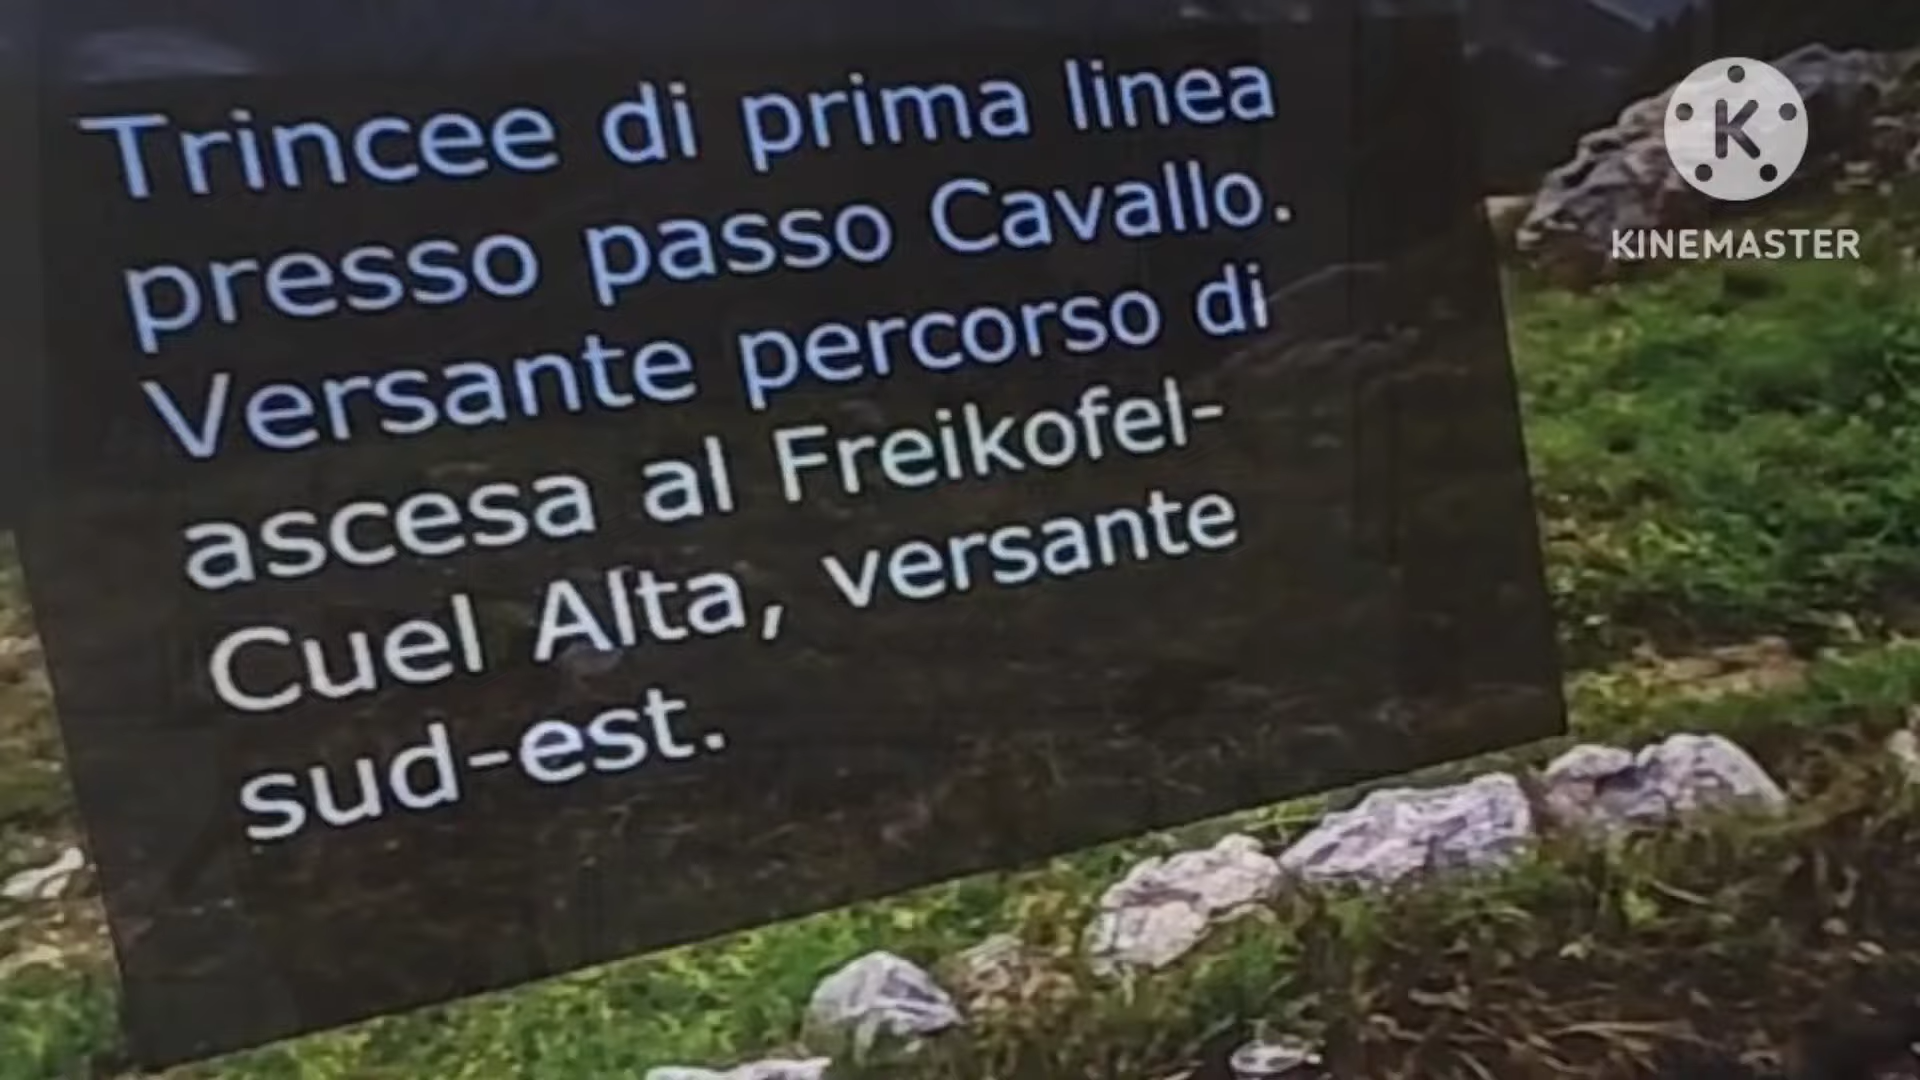 Trincee di prima linea
presso passo Cavallo.
Versante percorso di
ascesa al Freikofel-
Cuel Alta, versante
sud-est.
K
KINEMASTER